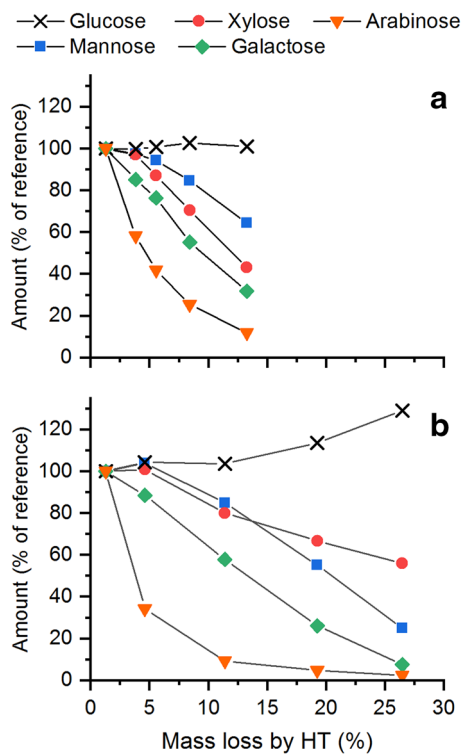 Glucose Xylose Arabinose
Mannose Galactose
a
120
100
80
60
40
20
0
Amount (% of reference)
b
120
100
80
60
40
20
0
Amount (% of reference)
0 5 10 15 20 25 30
Mass loss by HT (%)